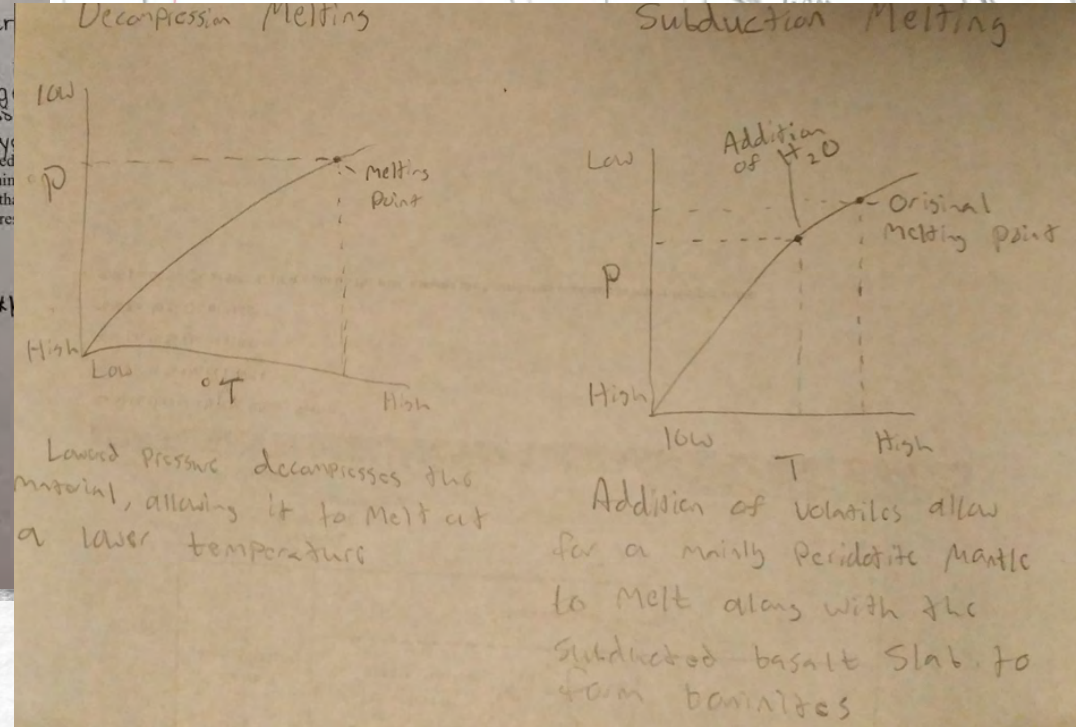 Decompression Melting
low
P
Melting
Point
High
Low
°T
High
Lowered pressure decompresses the
material, allowing it to melt at
a lower temperature
Subduction Melting
Addition
of H₂O
Low
Original
Melting point
P
High
low
High
T
Addition of volatiles allow
for a mainly Peridotite Mantle
to melt along with the
subducted basalt slab to
form boninites